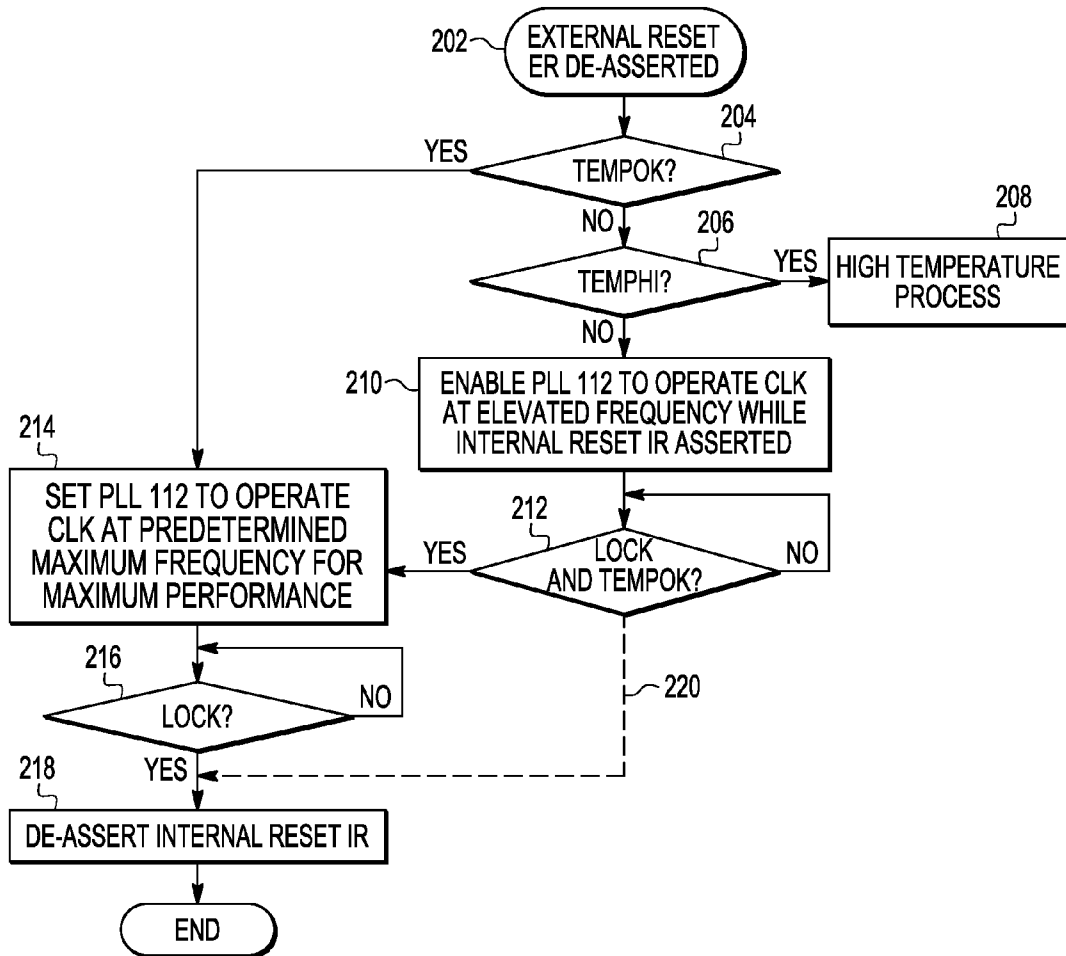 202
EXTERNAL RESET
ER DE-ASSERTED
204
YES
TEMPOK?
NO
206
208
TEMPHI?
YES
HIGH TEMPERATURE
PROCESS
NO
210
ENABLE PLL 112 TO OPERATE CLK
AT ELEVATED FREQUENCY WHILE
INTERNAL RESET IR ASSERTED
214
SET PLL 112 TO OPERATE
CLK AT PREDETERMINED
MAXIMUM FREQUENCY FOR
MAXIMUM PERFORMANCE
212
YES
LOCK
AND TEMPOK?
NO
216
LOCK?
NO
220
YES
218
DE-ASSERT INTERNAL RESET IR
END